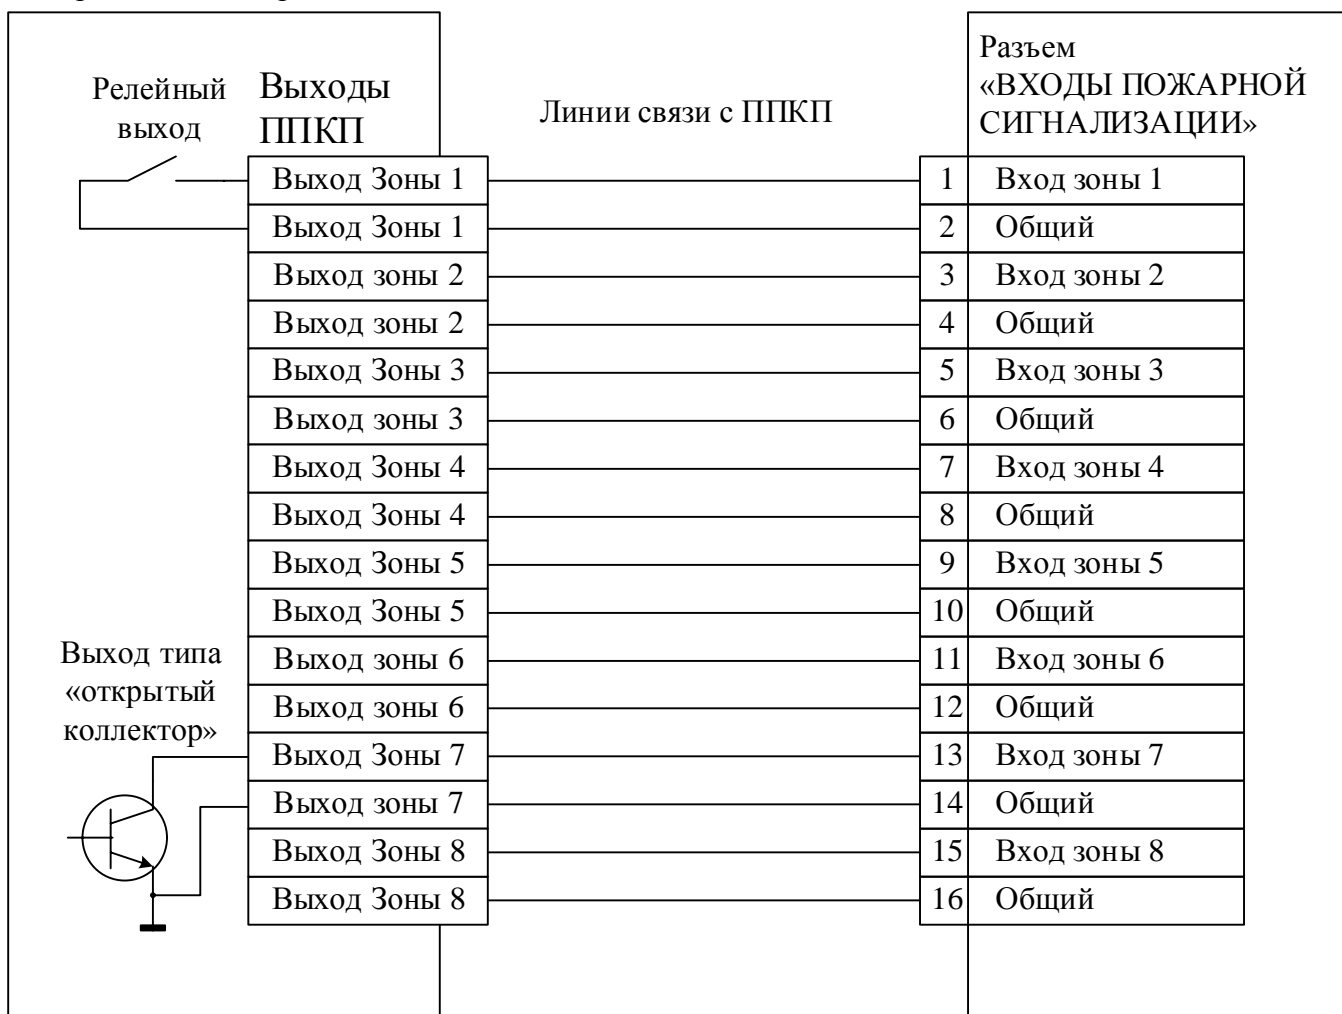 Релейный
выход
Выходы
ППКП
Линии связи с ППКП
Разъем
«ВХОДЫ ПОЖАРНОЙ
СИГНАЛИЗАЦИИ»
Выход Зоны 1
1
Вход зоны 1
Выход Зоны 1
2
Общий
Выход зоны 2
3
Вход зоны 2
Выход зоны 2
4
Общий
Выход Зоны 3
5
Вход зоны 3
Выход зоны 3
6
Общий
Выход Зоны 4
7
Вход зоны 4
Выход Зоны 4
8
Общий
Выход Зоны 5
9
Вход зоны 5
Выход Зоны 5
10
Общий
Выход зоны 6
11
Вход зоны 6
Выход зоны 6
12
Общий
Выход Зоны 7
13
Вход зоны 7
Выход зоны 7
14
Общий
Выход Зоны 8
15
Вход зоны 8
Выход Зоны 8
16
Общий
Выход типа
«открытый
коллектор»